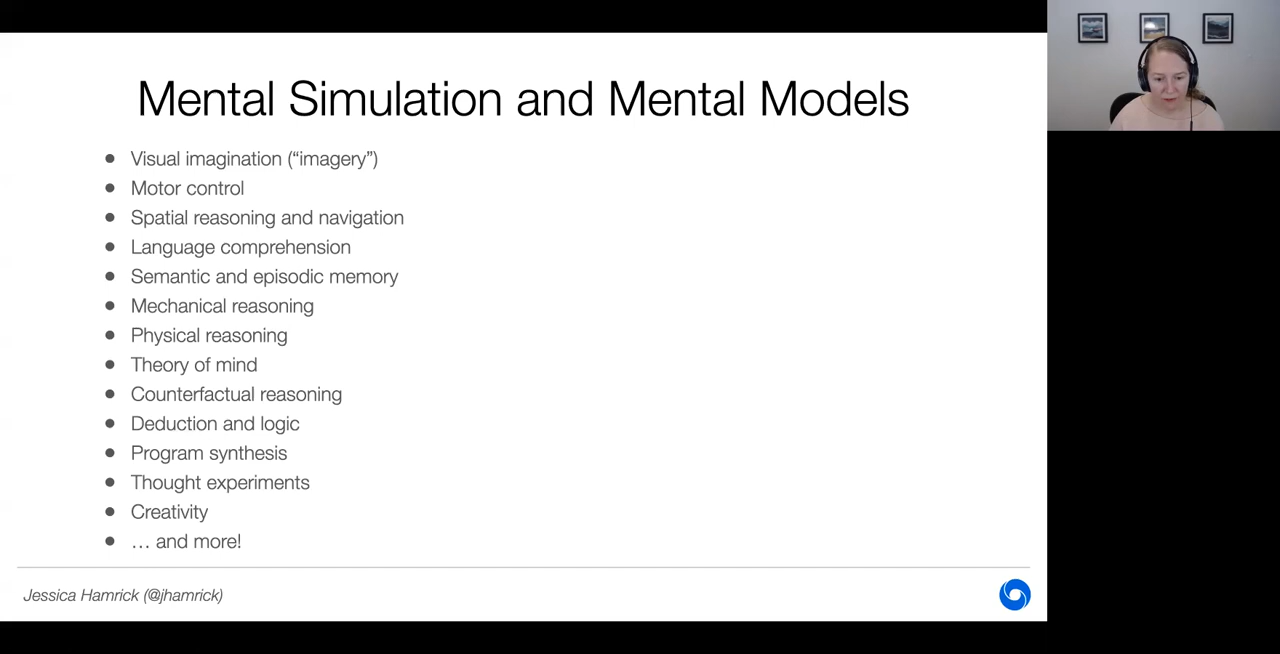 Mental Simulation and Mental Models
● Visual imagination (“imagery”)
● Motor control
● Spatial reasoning and navigation
● Language comprehension
● Semantic and episodic memory
● Mechanical reasoning
● Physical reasoning
● Theory of mind
● Counterfactual reasoning
● Deduction and logic
● Program synthesis
● Thought experiments
● Creativity
● … and more!
Jessica Hamrick (@jhamrick)